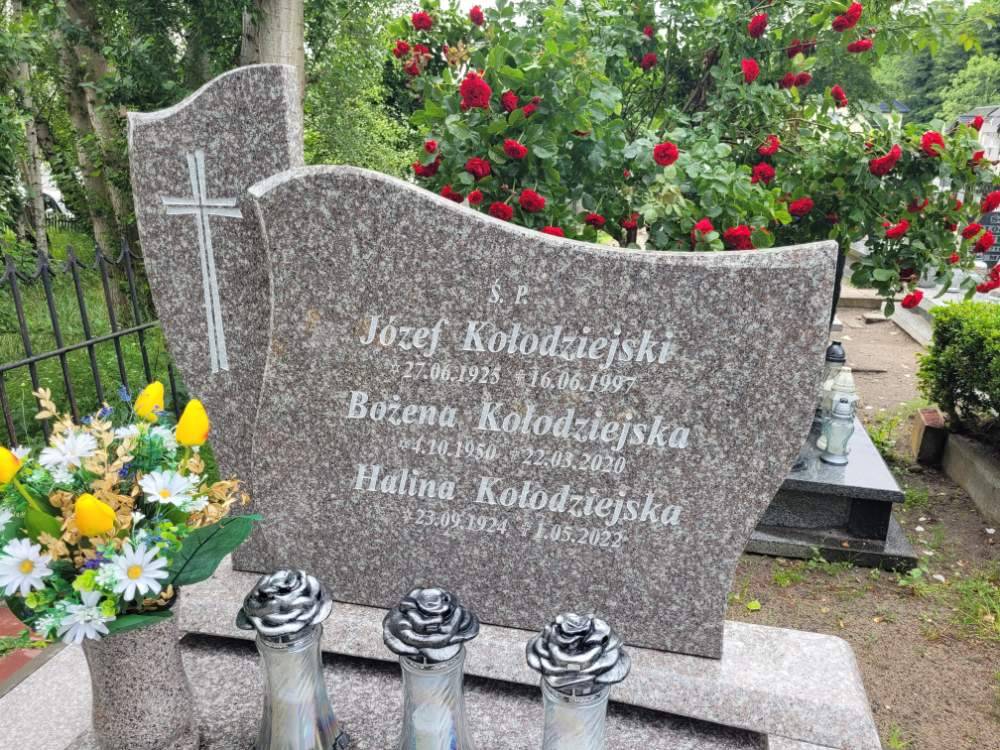 Ś. P.
Józef Kołodziejski
*27.06.1925 +16.06.1997
Bożena Kołodziejska
*4.10.1950 +22.03.2020
Halina Kołodziejska
*23.09.1924 +1.05.2022